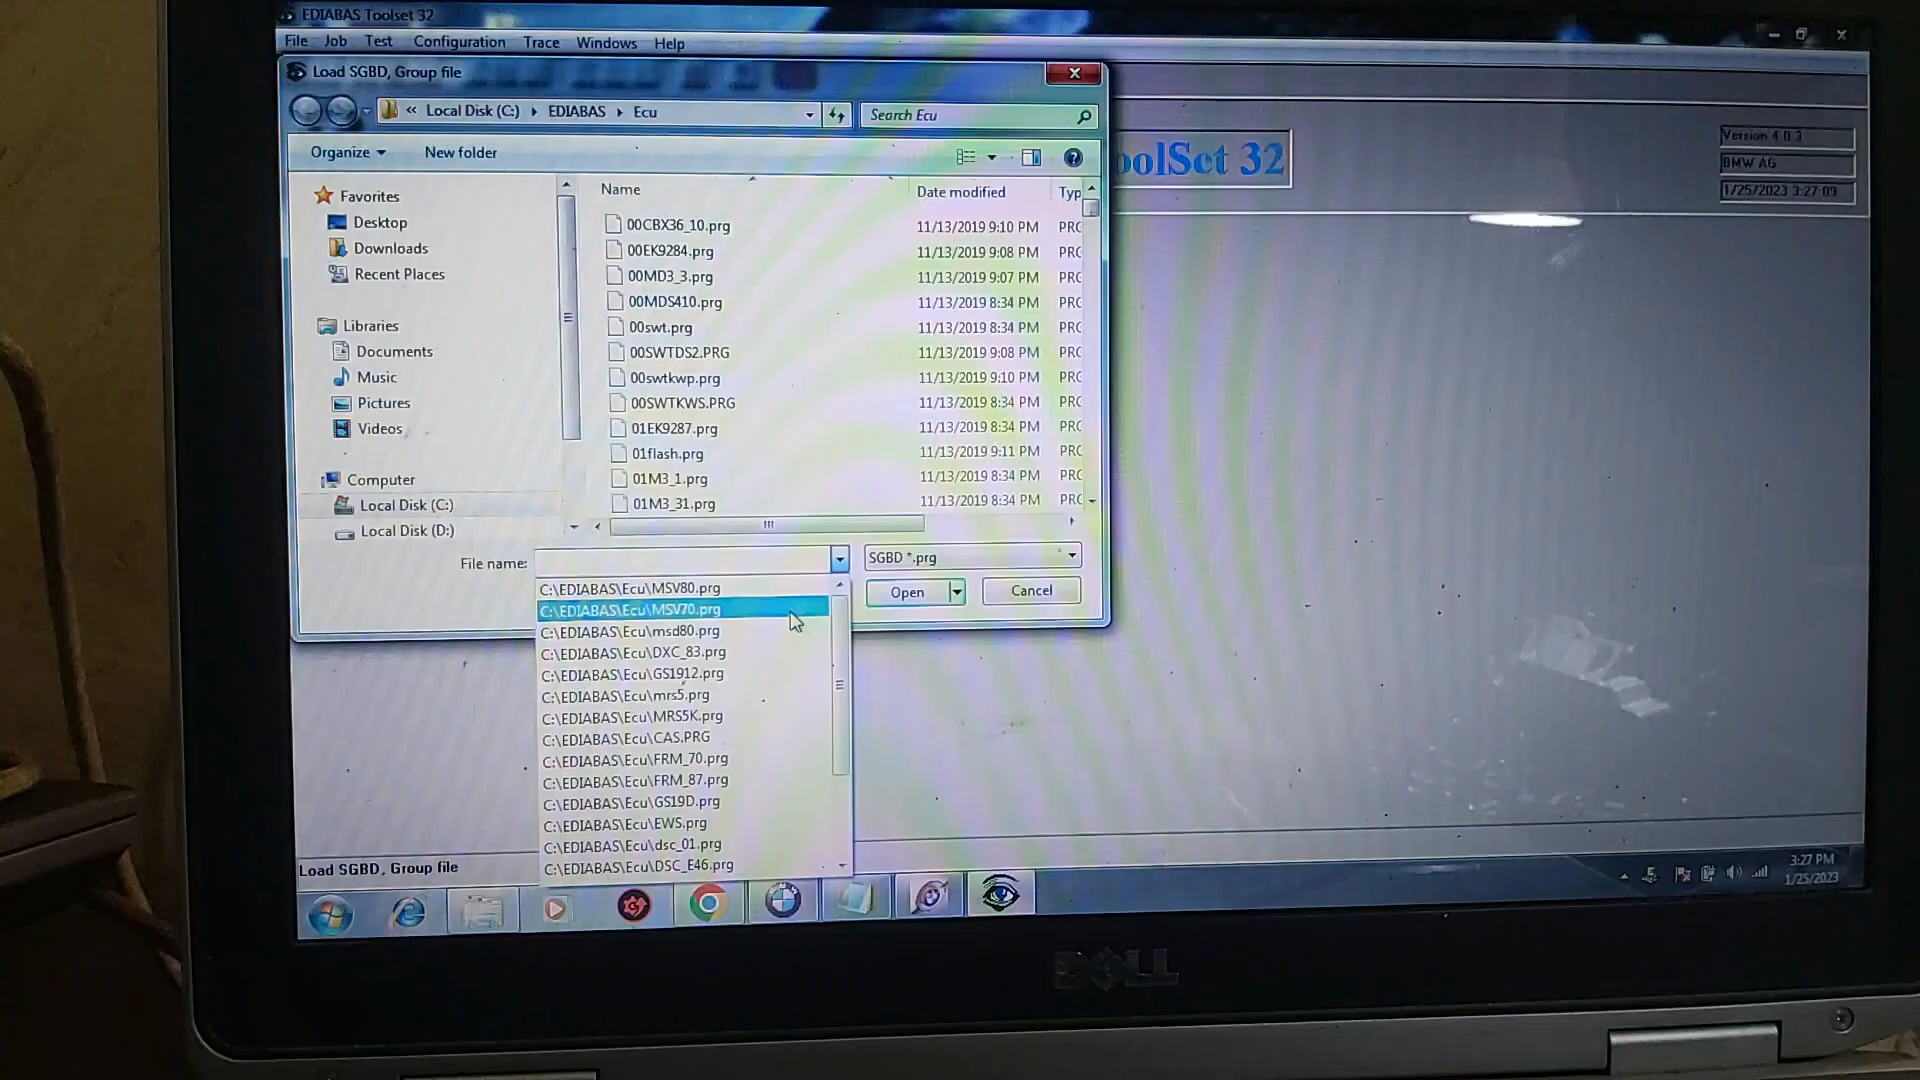 EDIABAS Toolset 32
File Job Test Configuration Trace Windows Help
Load SGBD, Group file
« Local Disk (C:) EDIABAS Ecu
Search Ecu
Organize New folder
oolSet 32
Version 4.0.3
BMW AG
1/25/2023 3:27:09
Favorites
Desktop
Downloads
Recent Places
Libraries
Documents
Music
Pictures
Videos
Computer
Local Disk (C:)
Local Disk (D:)
Name Date modified Typ
00CBX36_10.prg 11/13/2019 9:10 PM PRG
00EK9284.prg 11/13/2019 9:08 PM PRG
00MD3_3.prg 11/13/2019 9:07 PM PRG
00MDS410.prg 11/13/2019 8:34 PM PRG
00swt.prg 11/13/2019 8:34 PM PRG
00SWTDS2.PRG 11/13/2019 9:08 PM PRG
00swtkwp.prg 11/13/2019 9:10 PM PRG
00SWTKWS.PRG 11/13/2019 8:34 PM PRG
01EK9287.prg 11/13/2019 8:34 PM PRG
01flash.prg 11/13/2019 9:11 PM PRG
01M3_1.prg 11/13/2019 8:34 PM PRG
01M3_31.prg 11/13/2019 8:34 PM PRG
File name:
SGBD *.prg
Open
Cancel
C:\EDIABAS\Ecu\MSV80.prg
C:\EDIABAS\Ecu\MSV70.prg
C:\EDIABAS\Ecu\msd80.prg
C:\EDIABAS\Ecu\DXC_83.prg
C:\EDIABAS\Ecu\GS1912.prg
C:\EDIABAS\Ecu\mrs5.prg
C:\EDIABAS\Ecu\MRS5K.prg
C:\EDIABAS\Ecu\CAS.PRG
C:\EDIABAS\Ecu\FRM_70.prg
C:\EDIABAS\Ecu\FRM_87.prg
C:\EDIABAS\Ecu\GS19D.prg
C:\EDIABAS\Ecu\EWS.prg
C:\EDIABAS\Ecu\dsc_01.prg
C:\EDIABAS\Ecu\DSC_E46.prg
Load SGBD, Group file
3:27 PM
1/25/2023
DELL